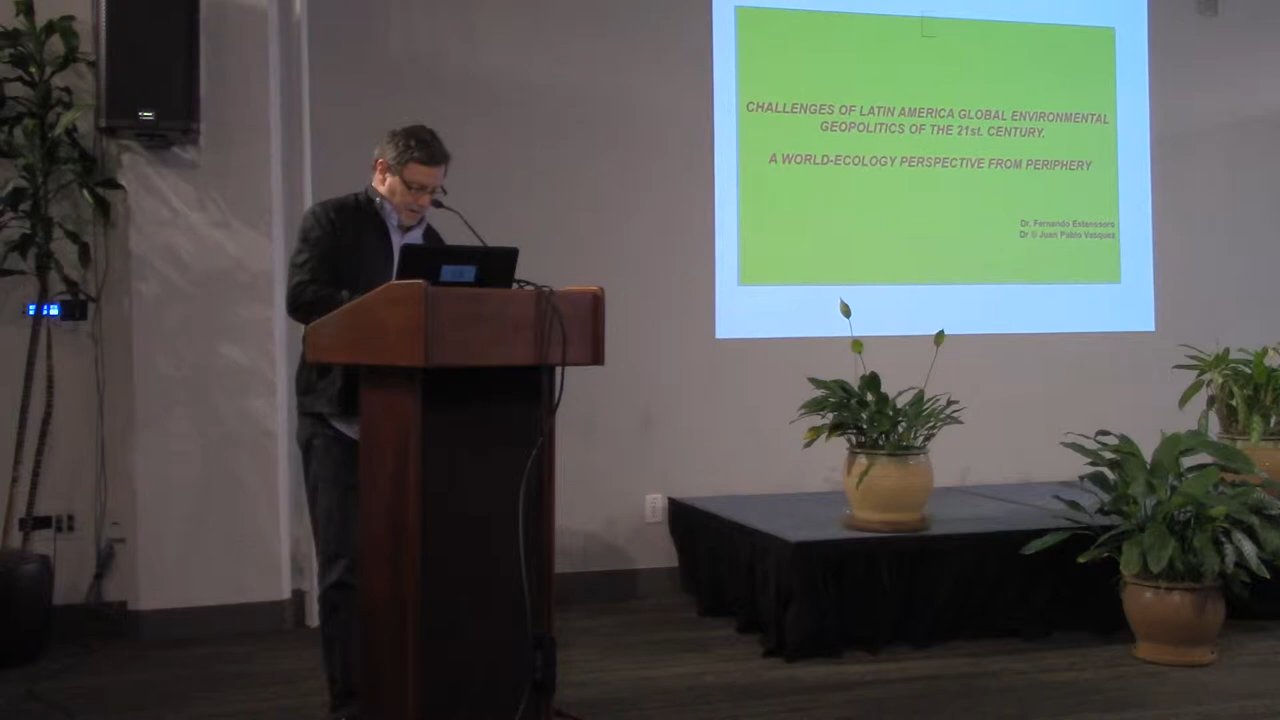 CHALLENGES OF LATIN AMERICA GLOBAL ENVIRONMENTAL
GEOPOLITICS OF THE 21st. CENTURY.
A WORLD-ECOLOGY PERSPECTIVE FROM PERIPHERY
Dr. Fernando Estenssoro
Dr © Juan Pablo Vasquez